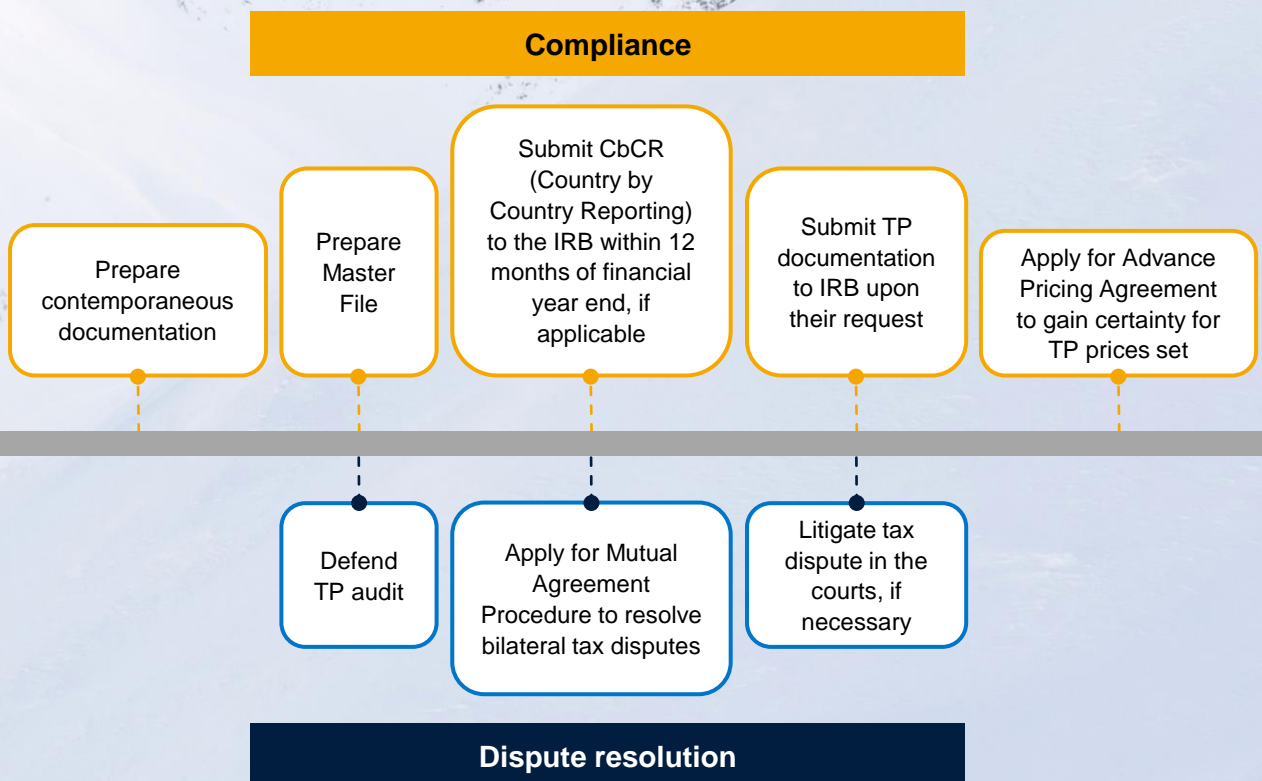 Compliance
Prepare
contemporaneous
documentation
Prepare
Master
File
Submit CbCR
(Country by
Country Reporting)
to the IRB within 12
months of financial
year end, if
applicable
Submit TP
documentation
to IRB upon
their request
Apply for Advance
Pricing Agreement
to gain certainty for
TP prices set
Defend
TP audit
Apply for Mutual
Agreement
Procedure to resolve
bilateral tax disputes
Litigate tax
dispute in the
courts, if
necessary
Dispute resolution